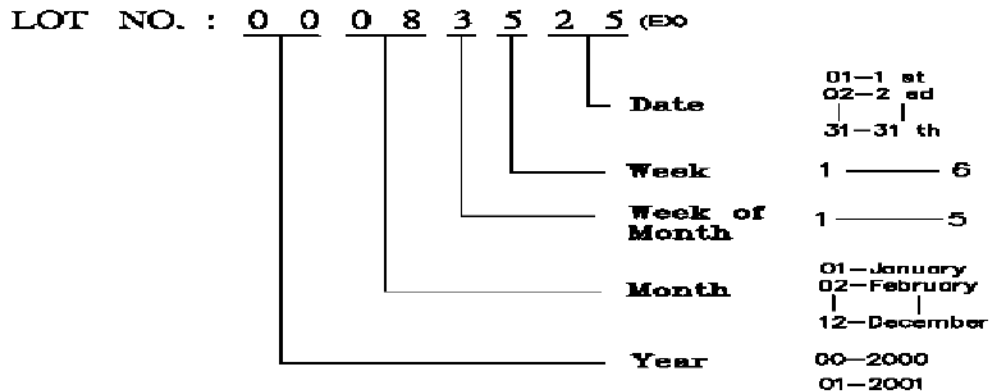 LOT NO. : 0 0 0 8 3 5 2 5 (EX)
Date
01-1 st
02-2 ed
31-31 th
Week 1 6
Week of Month 1 5
Month
01-January
02-February
12-December
Year
00-2000
01-2001